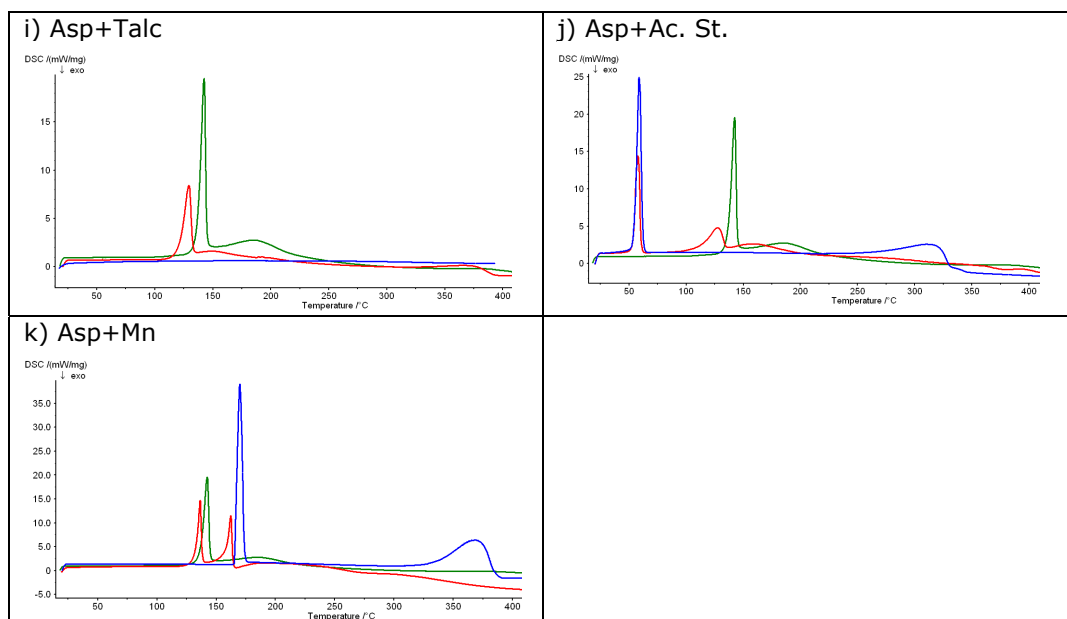 i) Asp+Talc
DSC /(mW/mg)
↓ exo
15
10
5
0
50 100 150 200 250 300 350 400
Temperature /°C
j) Asp+Ac. St.
DSC /(mW/mg)
↓ exo
25
20
15
10
5
0
50 100 150 200 250 300 350 400
Temperature /°C
k) Asp+Mn
DSC /(mW/mg)
↓ exo
35.0
30.0
25.0
20.0
15.0
10.0
5.0
0
-5.0
50 100 150 200 250 300 350 400
Temperature /°C